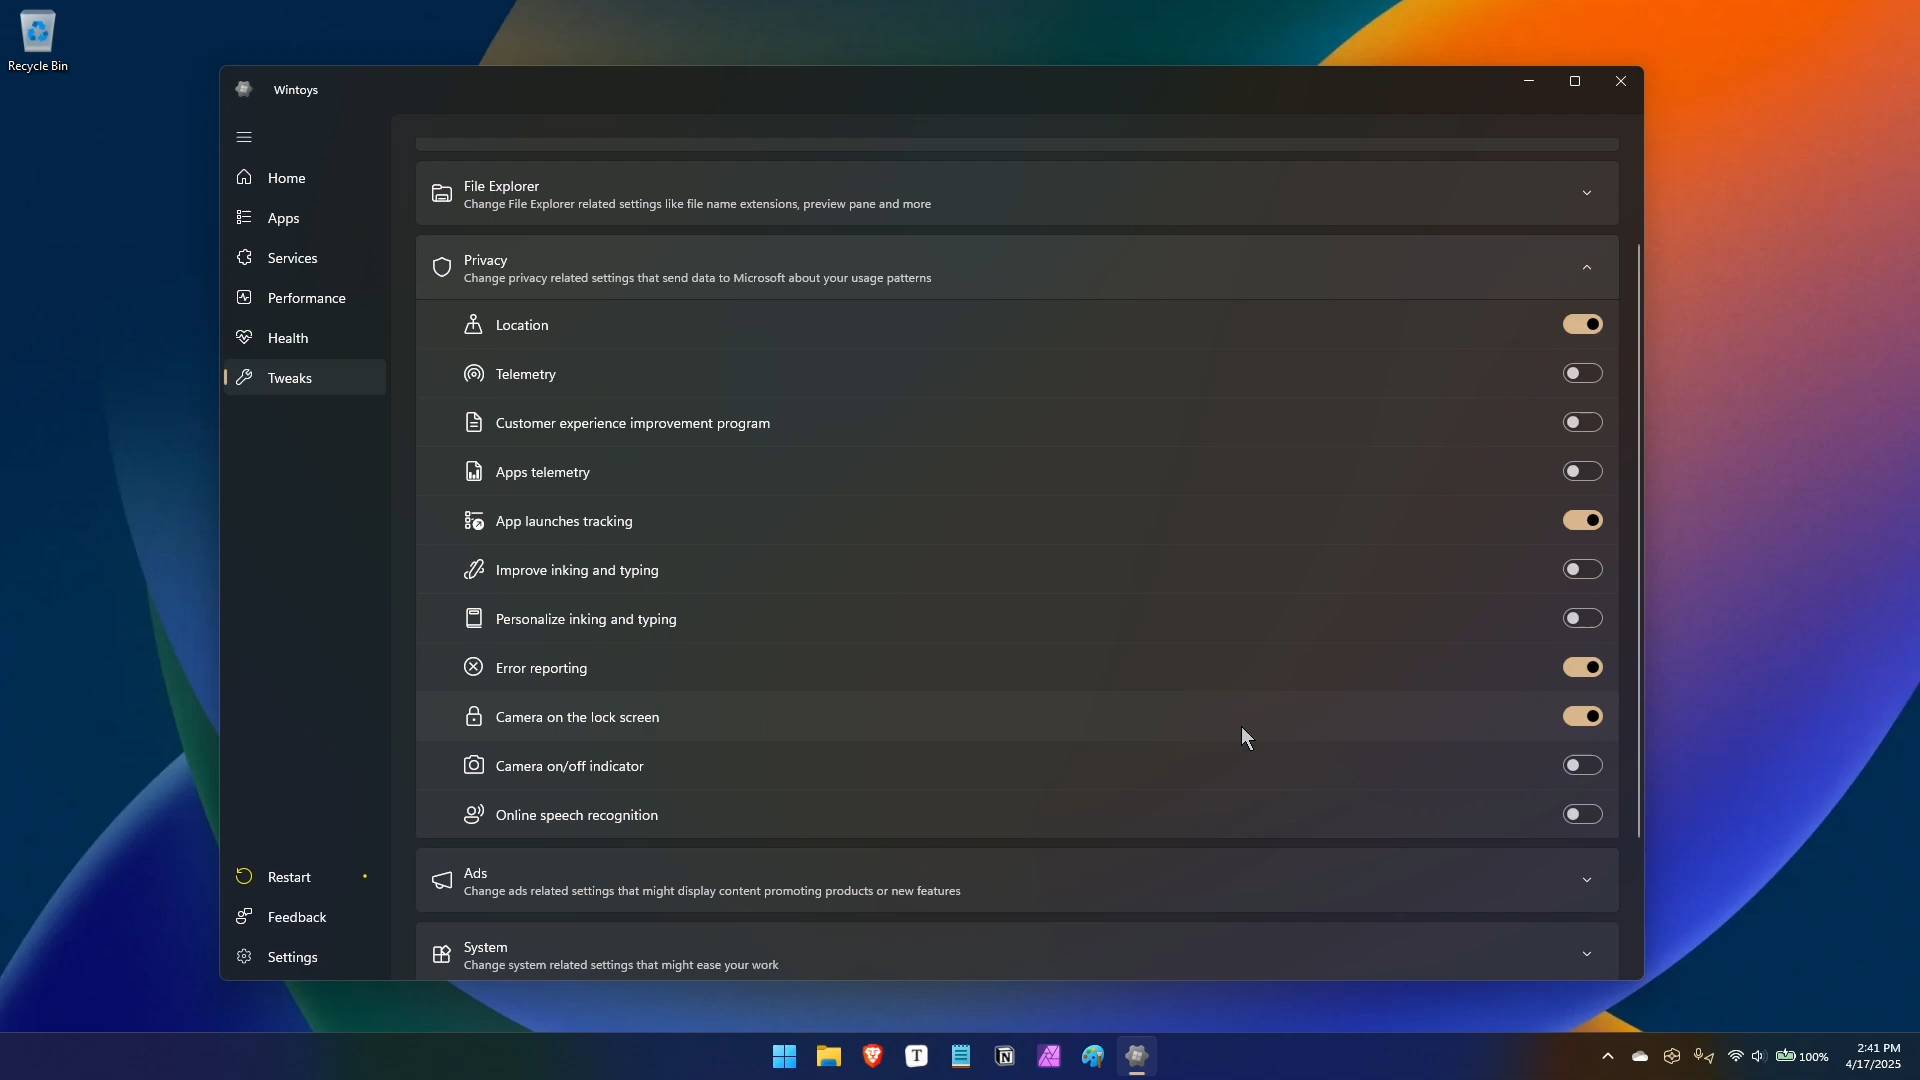 Recycle Bin
Wintoys
Home
Apps
Services
Performance
Health
Tweaks
Restart
Feedback
Settings
File Explorer
Change File Explorer related settings like file name extensions, preview pane and more
Privacy
Change privacy related settings that send data to Microsoft about your usage patterns
Location
Telemetry
Customer experience improvement program
Apps telemetry
App launches tracking
Improve inking and typing
Personalize inking and typing
Error reporting
Camera on the lock screen
Camera on/off indicator
Online speech recognition
Ads
Change ads related settings that might display content promoting products or new features
System
Change system related settings that might ease your work
T
N
100%
2:41 PM
4/17/2025